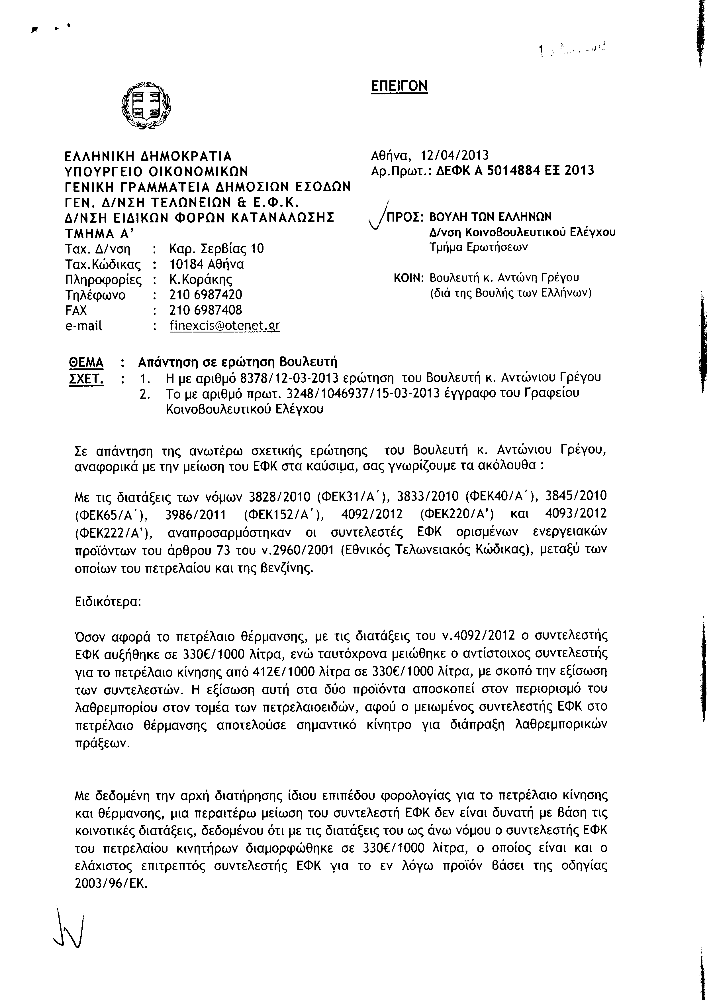 ΕΠΕΙΓΟΝ
ΕΛΛΗΝΙΚΗ ΔΗΜΟΚΡΑΤΙΑ
ΥΠΟΥΡΓΕΙΟ ΟΙΚΟΝΟΜΙΚΩΝ
ΓΕΝΙΚΗ ΓΡΑΜΜΑΤΕΙΑ ΔΗΜΟΣΙΩΝ ΕΣΟΔΩΝ
ΓΕΝ. Δ/ΝΣΗ ΤΕΛΩΝΕΙΩΝ & Ε.Φ.Κ.
Δ/ΝΣΗ ΕΙΔΙΚΩΝ ΦΟΡΩΝ ΚΑΤΑΝΑΛΩΣΗΣ
ΤΜΗΜΑ Α’
Ταχ. Δ/νση : Καρ. Σερβίας 10
Ταχ.Κώδικας : 10184 Αθήνα
Πληροφορίες : Κ.Κοράκης
Τηλέφωνο : 210 6987420
FAX : 210 6987408
e-mail : finexcis@otenet.gr
Αθήνα, 12/04/2013
Αρ.Πρωτ.: ΔΕΦΚ Α 5014884 ΕΞ 2013
ΠΡΟΣ: ΒΟΥΛΗ ΤΩΝ ΕΛΛΗΝΩΝ
Δ/νση Κοινοβουλευτικού Ελέγχου
Τμήμα Ερωτήσεων
ΚΟΙΝ: Βουλευτή κ. Αντώνη Γρέγου
(διά της Βουλής των Ελλήνων)
ΘΕΜΑ : Απάντηση σε ερώτηση Βουλευτή
ΣΧΕΤ. : 1. Η με αριθμό 8378/12-03-2013 ερώτηση του Βουλευτή κ. Αντώνιου Γρέγου
2. Το με αριθμό πρωτ. 3248/1046937/15-03-2013 έγγραφο του Γραφείου
Κοινοβουλευτικού Ελέγχου
Σε απάντηση της ανωτέρω σχετικής ερώτησης του Βουλευτή κ. Αντώνιου Γρέγου,
αναφορικά με την μείωση του ΕΦΚ στα καύσιμα, σας γνωρίζουμε τα ακόλουθα :
Με τις διατάξεις των νόμων 3828/2010 (ΦΕΚ31/Α΄), 3833/2010 (ΦΕΚ40/Α΄), 3845/2010
(ΦΕΚ65/Α΄), 3986/2011 (ΦΕΚ152/Α΄), 4092/2012 (ΦΕΚ220/Α’) και 4093/2012
(ΦΕΚ222/Α’), αναπροσαρμόστηκαν οι συντελεστές ΕΦΚ ορισμένων ενεργειακών
προϊόντων του άρθρου 73 του ν.2960/2001 (Εθνικός Τελωνειακός Κώδικας), μεταξύ των
οποίων του πετρελαίου και της βενζίνης.
Ειδικότερα:
Όσον αφορά το πετρέλαιο θέρμανσης, με τις διατάξεις του ν.4092/2012 ο συντελεστής
ΕΦΚ αυξήθηκε σε 330€/1000 λίτρα, ενώ ταυτόχρονα μειώθηκε ο αντίστοιχος συντελεστής
για το πετρέλαιο κίνησης από 412€/1000 λίτρα σε 330€/1000 λίτρα, με σκοπό την εξίσωση
των συντελεστών. Η εξίσωση αυτή στα δύο προϊόντα αποσκοπεί στον περιορισμό του
λαθρεμπορίου στον τομέα των πετρελαιοειδών, αφού ο μειωμένος συντελεστής ΕΦΚ στο
πετρέλαιο θέρμανσης αποτελούσε σημαντικό κίνητρο για διάπραξη λαθρεμπορικών
πράξεων.
Με δεδομένη την αρχή διατήρησης ίδιου επιπέδου φορολογίας για το πετρέλαιο κίνησης
και θέρμανσης, μια περαιτέρω μείωση του συντελεστή ΕΦΚ δεν είναι δυνατή με βάση τις
κοινοτικές διατάξεις, δεδομένου ότι με τις διατάξεις του ως άνω νόμου ο συντελεστής ΕΦΚ
του πετρελαίου κινητήρων διαμορφώθηκε σε 330€/1000 λίτρα, ο οποίος είναι και ο
ελάχιστος επιτρεπτός συντελεστής ΕΦΚ για το εν λόγω προϊόν βάσει της οδηγίας
2003/96/ΕΚ.